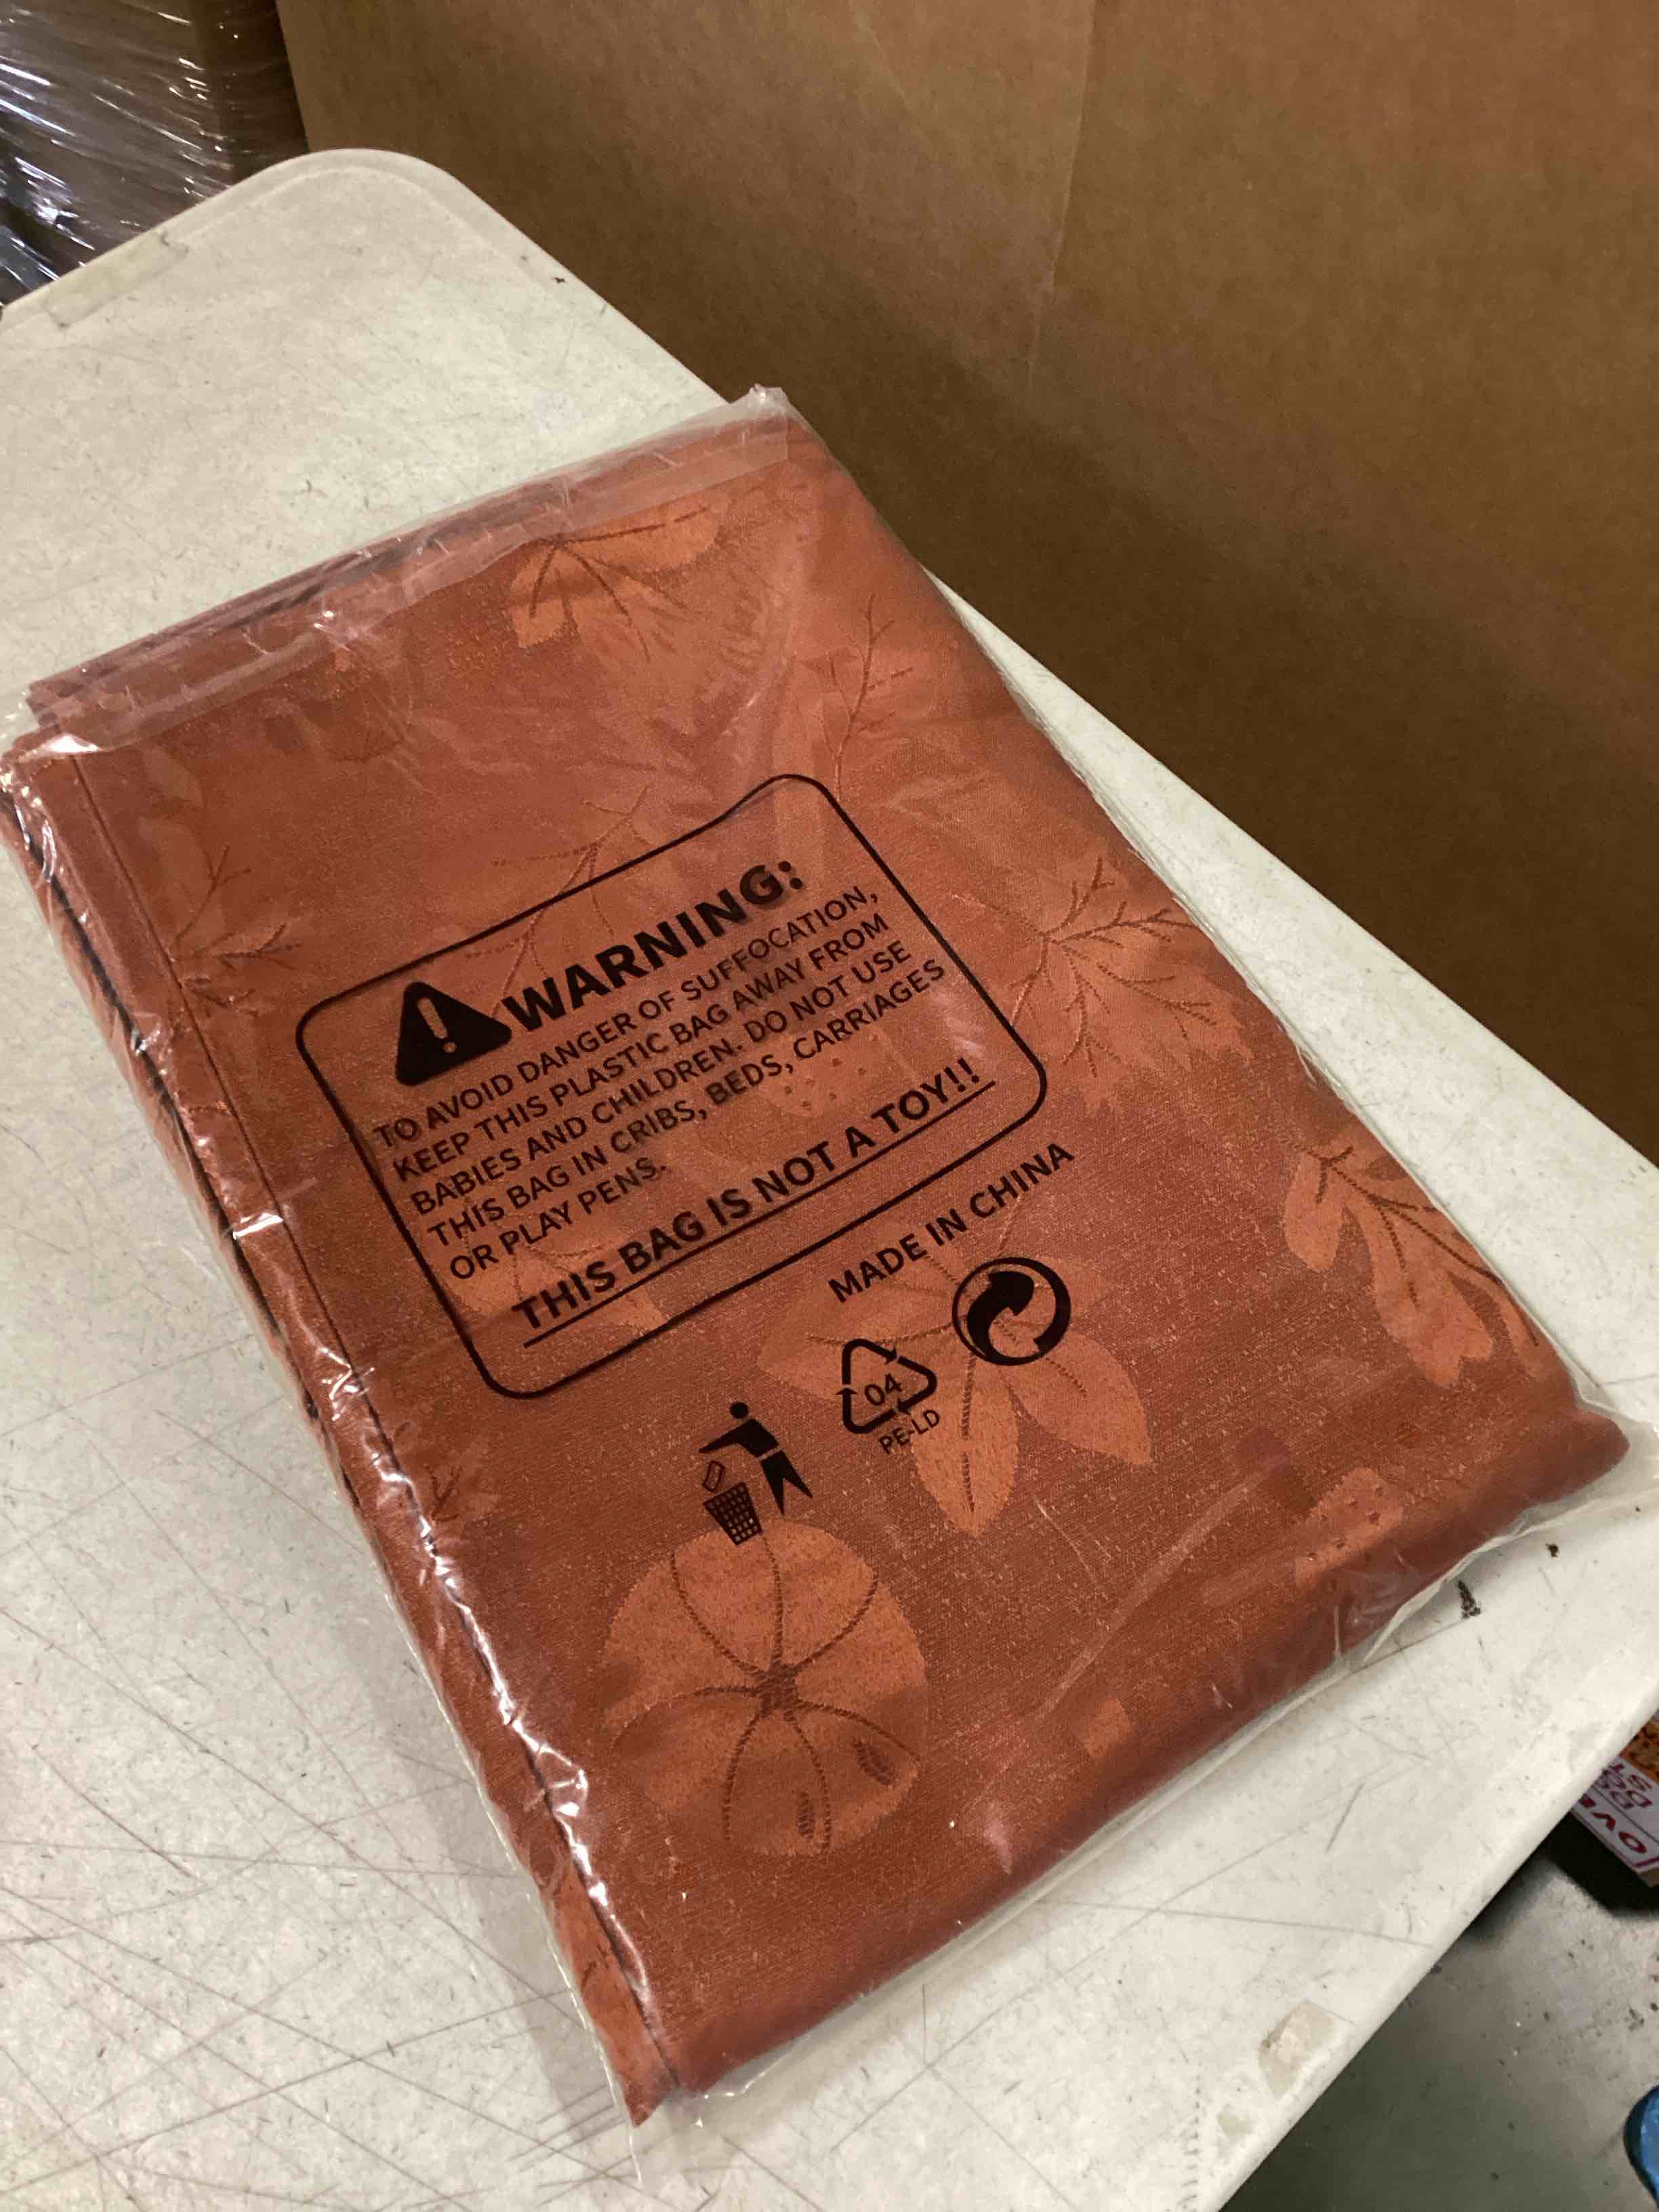 WARNING:
TO AVOID DANGER OF SUFFOCATION,
KEEP THIS PLASTIC BAG AWAY FROM
BABIES AND CHILDREN. DO NOT USE
THIS BAG IN CRIBS, BEDS, CARRIAGES
OR PLAY PENS.
THIS BAG IS NOT A TOY!!
MADE IN CHINA
04
PE-LD